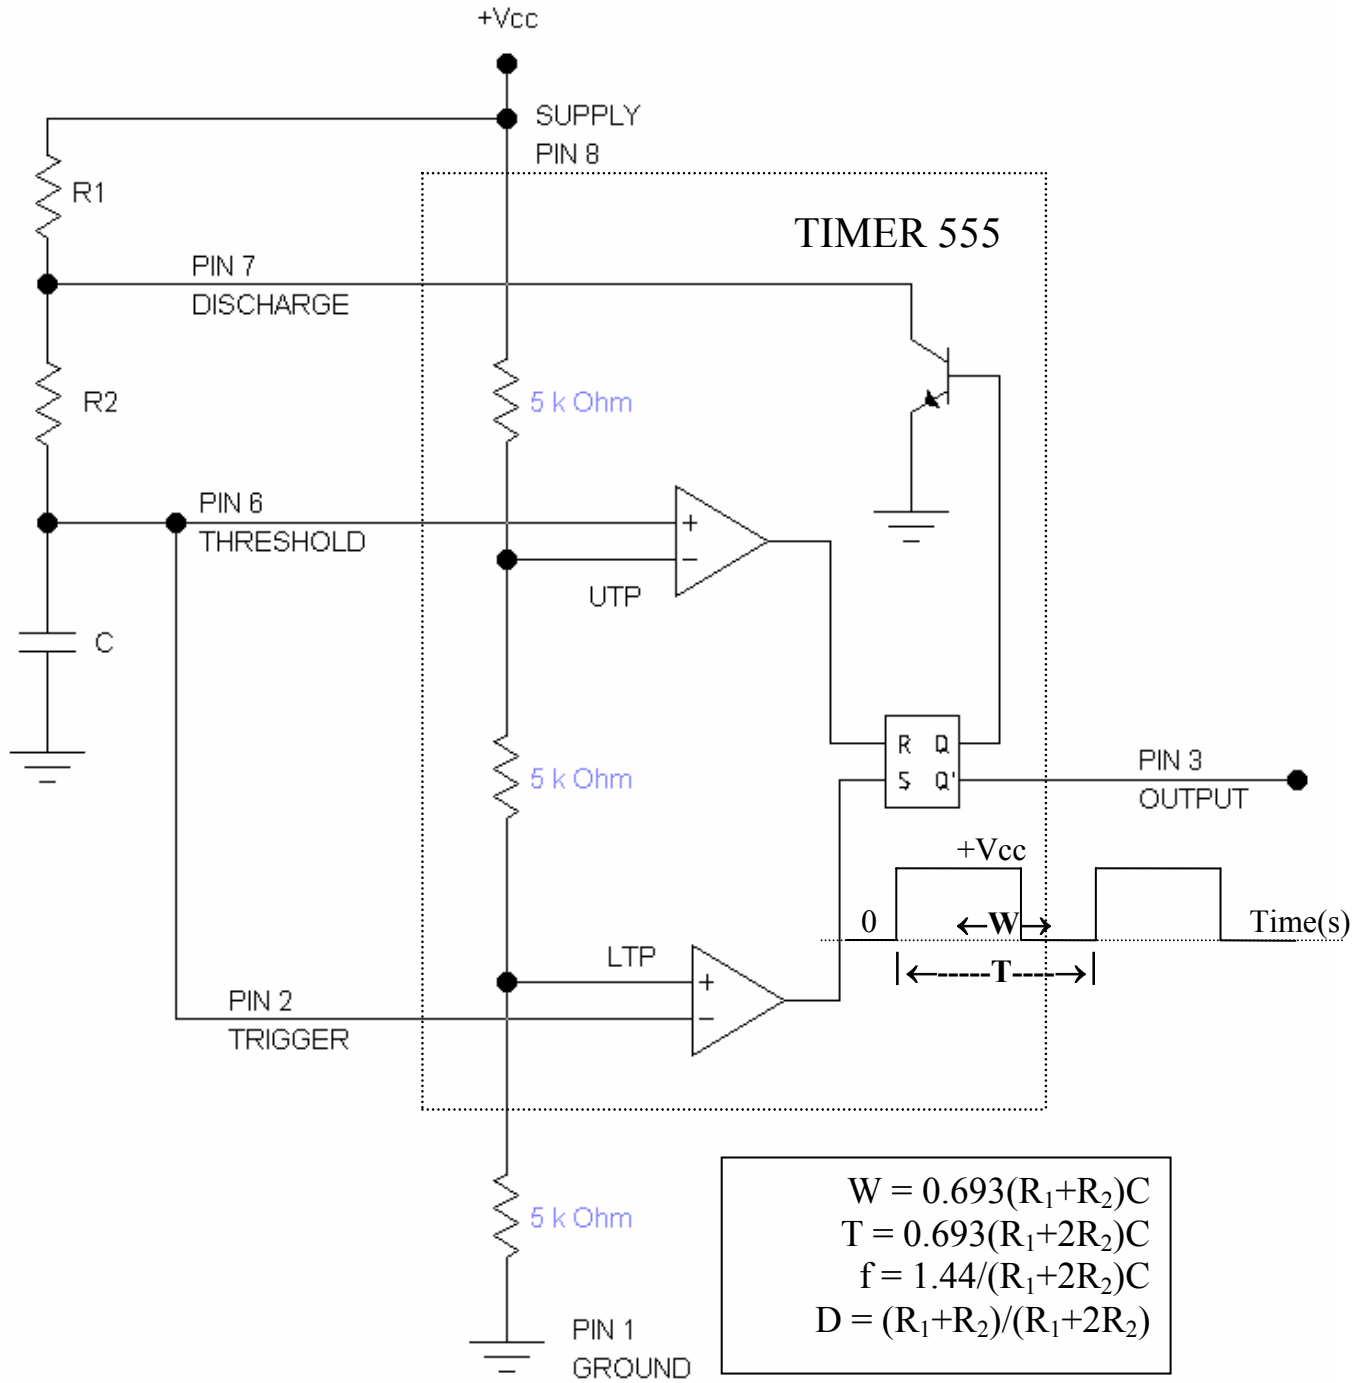 +Vcc
SUPPLY
PIN 8
R1
TIMER 555
PIN 7
DISCHARGE
R2
5 k Ohm
PIN 6
THRESHOLD
+
−
UTP
C
R Q
S Q'
5 k Ohm
PIN 3
OUTPUT
+Vcc
0
W
Time(s)
T
LTP
+
−
PIN 2
TRIGGER
5 k Ohm
PIN 1
GROUND
W = 0.693(R₁+R₂)C
T = 0.693(R₁+2R₂)C
f = 1.44/(R₁+2R₂)C
D = (R₁+R₂)/(R₁+2R₂)